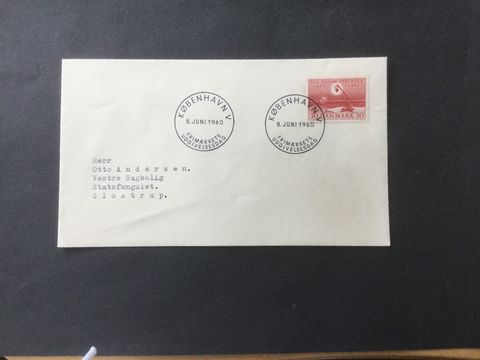 KØBENHAVN V
8.JUNI 1960
FRIMÆRKETS
UDGIVELSESDAG
KØBENHAVN V
8.JUNI 1960
FRIMÆRKETS
UDGIVELSESDAG
DANMARK 30
Herr
Otto Andersen.
Vestre Bagbolig
Statsfængslet.
Glostrup.